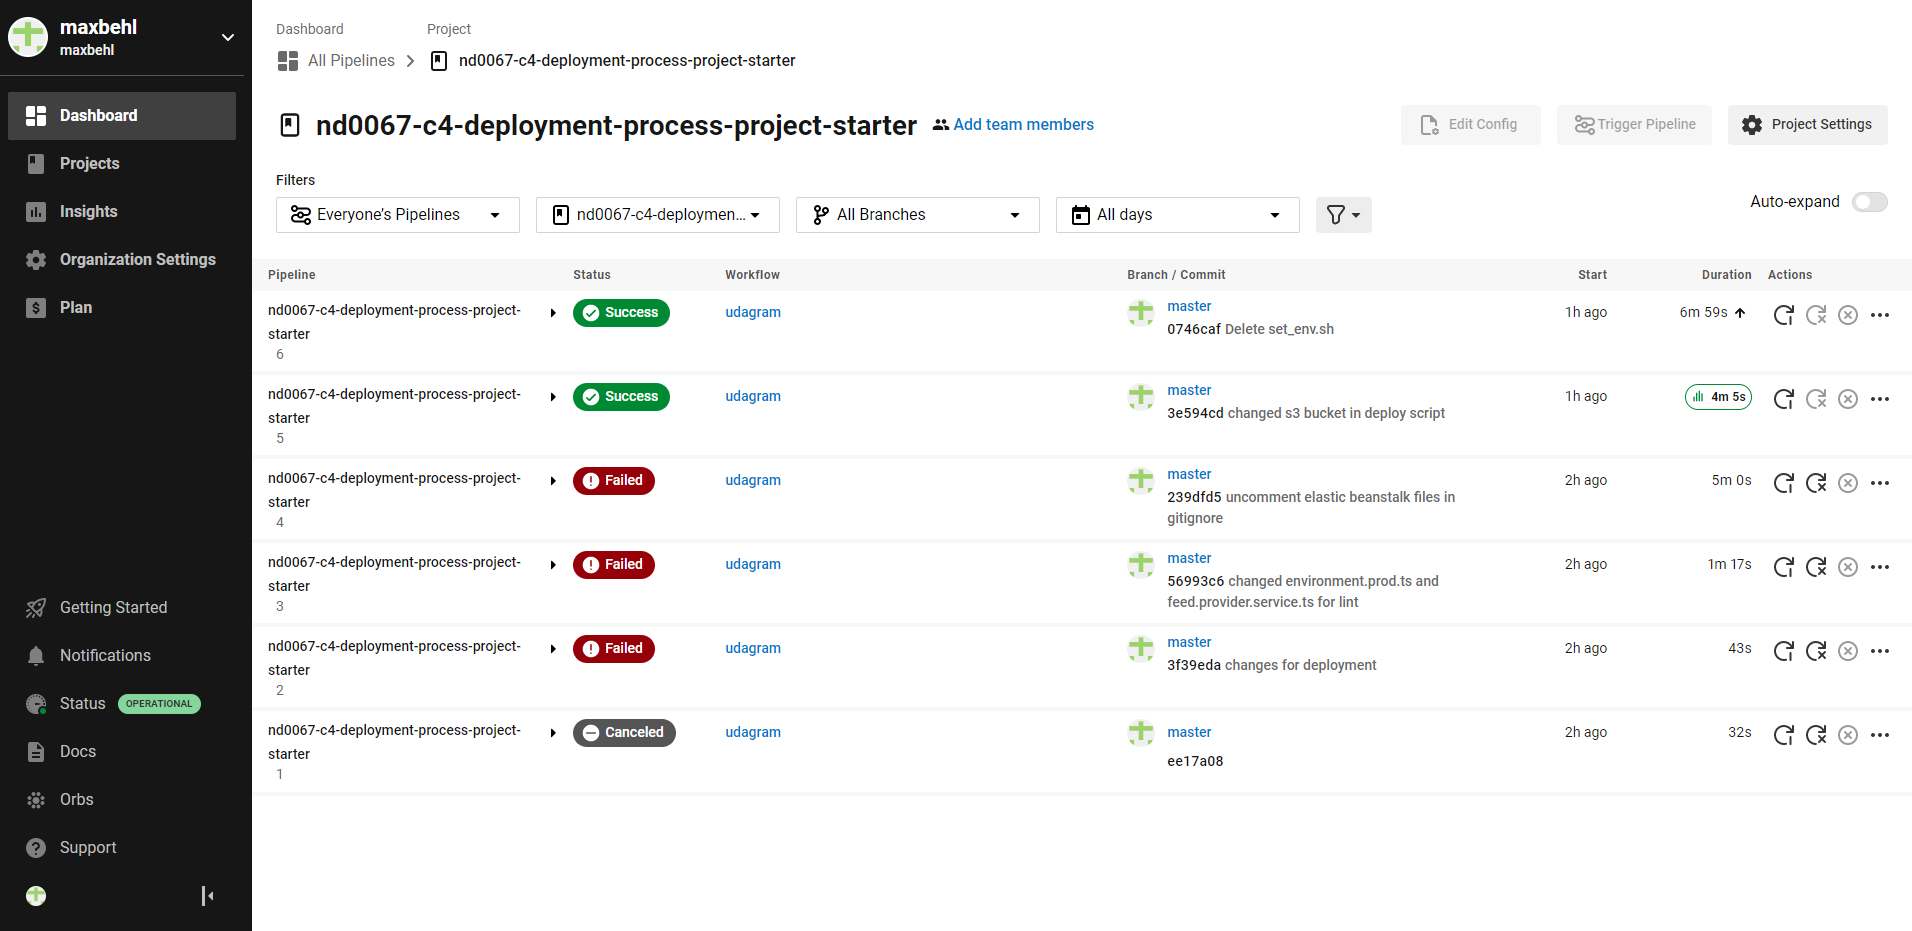 maxbehl
maxbehl
Dashboard
Projects
Insights
Organization Settings
Plan
Getting Started
Notifications
Status OPERATIONAL
Docs
Orbs
Support
Dashboard Project
All Pipelines nd0067-c4-deployment-process-project-starter
nd0067-c4-deployment-process-project-starter Add team members Edit Config Trigger Pipeline Project Settings
Filters
Everyone’s Pipelines nd0067-c4-deploymen... All Branches All days Auto-expand
Pipeline Status Workflow Branch / Commit Start Duration Actions
nd0067-c4-deployment-process-project-
starter
6
Success udagram master 1h ago 6m 59s
0746caf Delete set_env.sh
nd0067-c4-deployment-process-project-
starter
5
Success udagram master 1h ago 4m 5s
3e594cd changed s3 bucket in deploy script
nd0067-c4-deployment-process-project-
starter
4
Failed udagram master 2h ago 5m 0s
239dfd5 uncomment elastic beanstalk files in
gitignore
nd0067-c4-deployment-process-project-
starter
3
Failed udagram master 2h ago 1m 17s
56993c6 changed environment.prod.ts and
feed.provider.service.ts for lint
nd0067-c4-deployment-process-project-
starter
2
Failed udagram master 2h ago 43s
3f39eda changes for deployment
nd0067-c4-deployment-process-project-
starter
1
Canceled udagram master 2h ago 32s
ee17a08